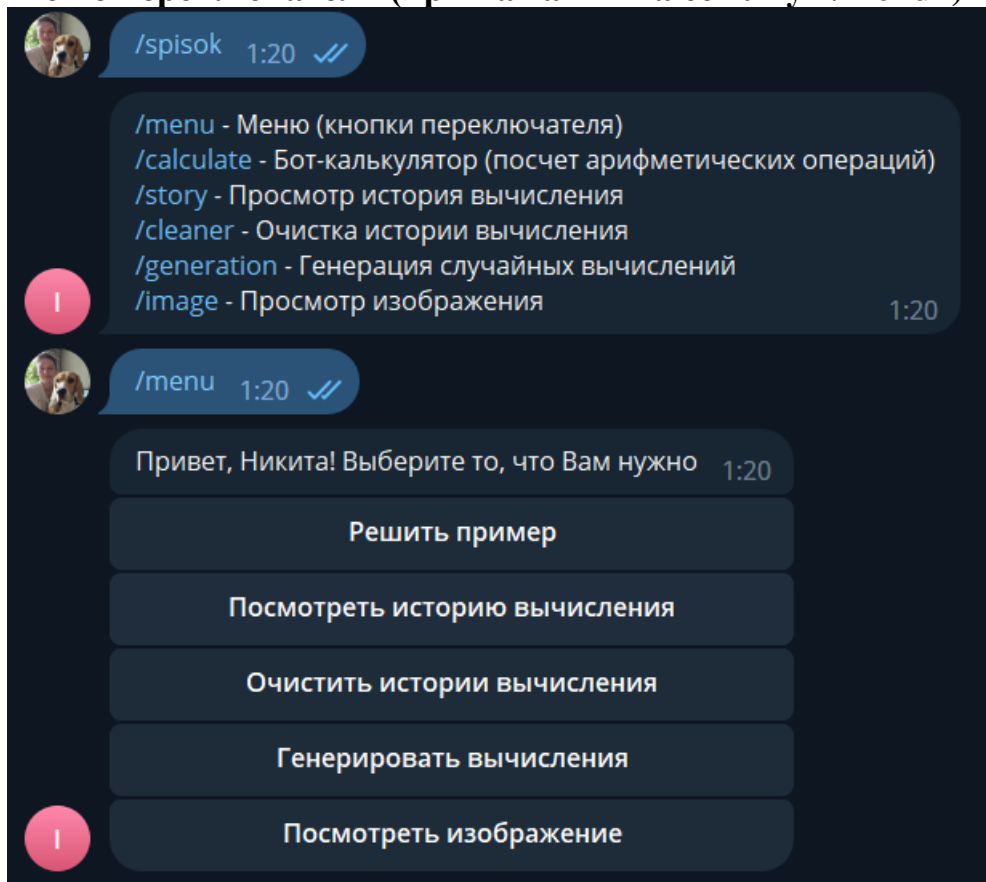 /spisok 1:20
/menu - Меню (кнопки переключателя)
/calculate - Бот-калькулятор (посчет арифметических операций)
/story - Просмотр история вычисления
/cleaner - Очистка истории вычисления
/generation - Генерация случайных вычислений
/image - Просмотр изображения
1:20
I
/menu 1:20
Привет, Никита! Выберите то, что Вам нужно 1:20
Решить пример
Посмотреть историю вычисления
Очистить истории вычисления
Генерировать вычисления
Посмотреть изображение
I